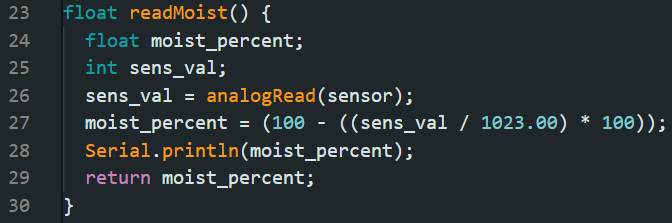 23 float readMoist() {
24   float moist_percent;
25   int sens_val;
26   sens_val = analogRead(sensor);
27   moist_percent = (100 - ((sens_val / 1023.00) * 100));
28   Serial.println(moist_percent);
29   return moist_percent;
30 }